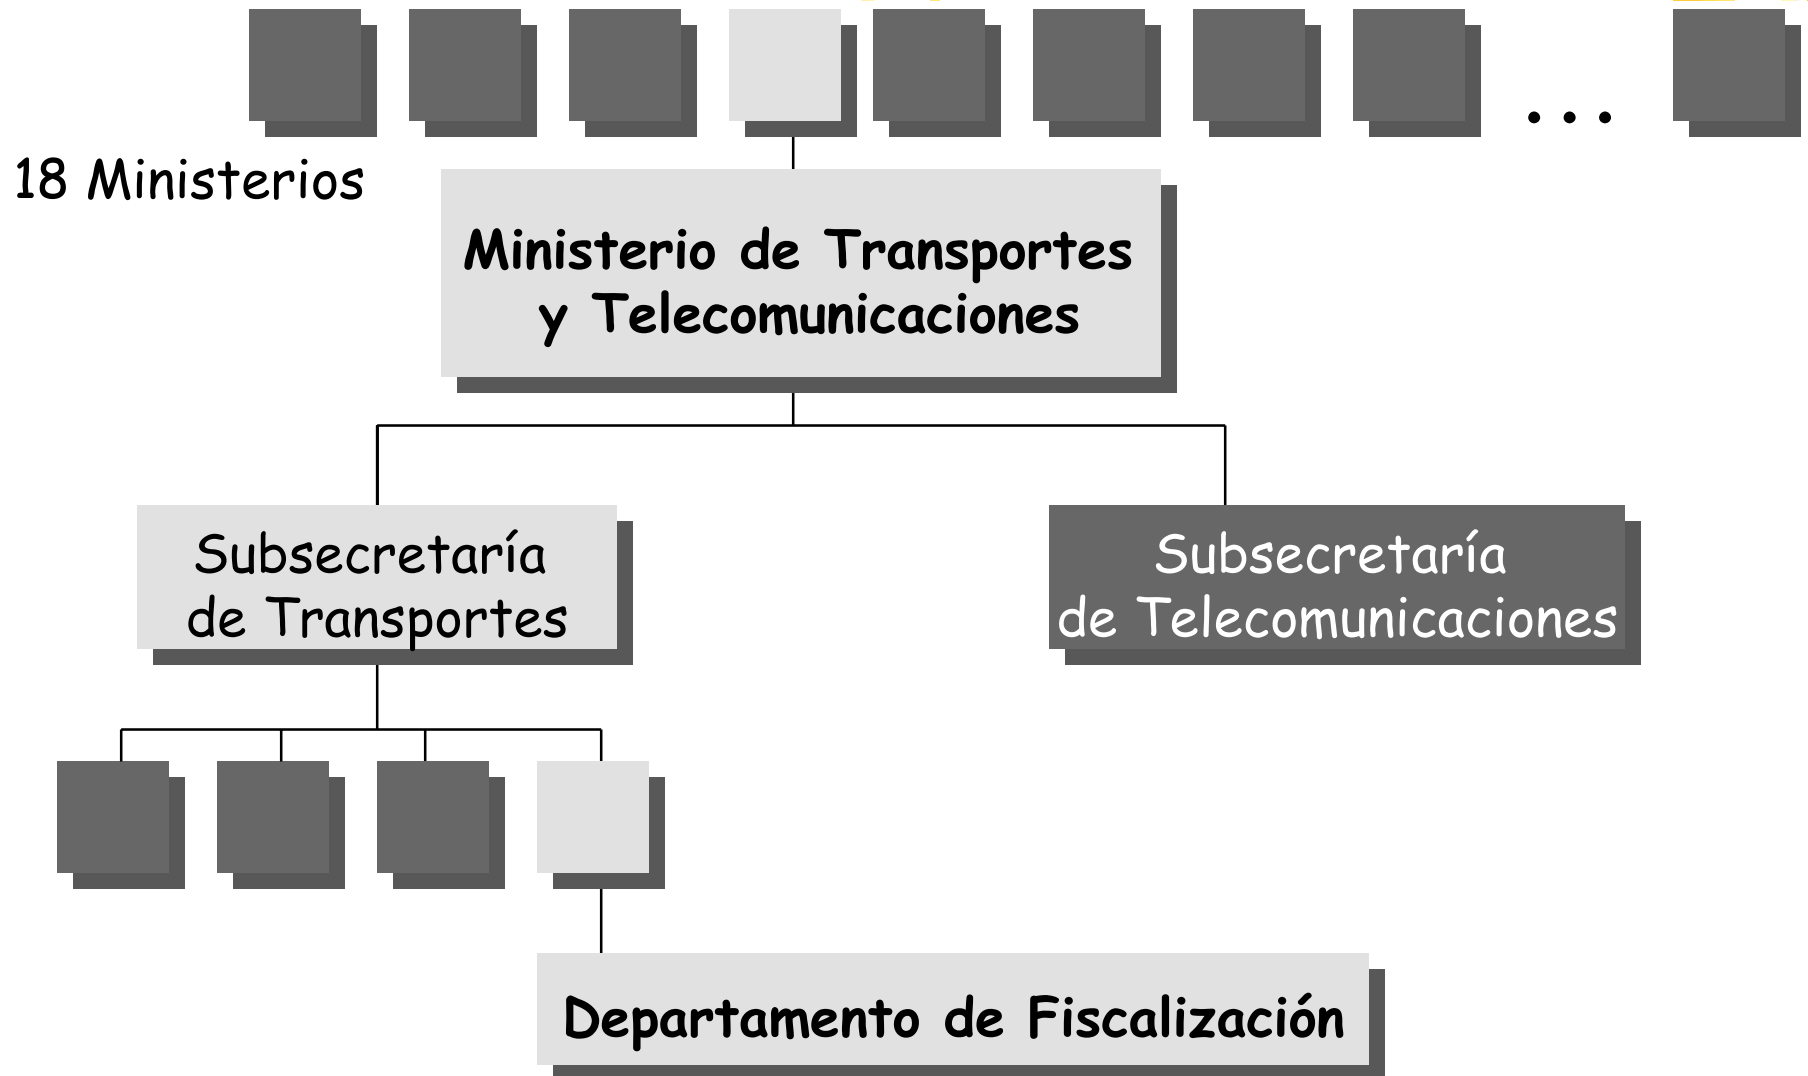 ...
18 Ministerios
Ministerio de Transportes
y Telecomunicaciones
Subsecretaría
de Transportes
Subsecretaría
de Telecomunicaciones
Departamento de Fiscalización